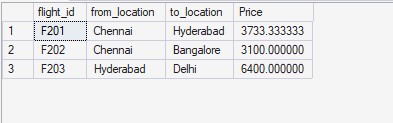 flight_id from_location to_location Price
1 F201 Chennai Hyderabad 3733.333333
2 F202 Chennai Bangalore 3100.000000
3 F203 Hyderabad Delhi 6400.000000